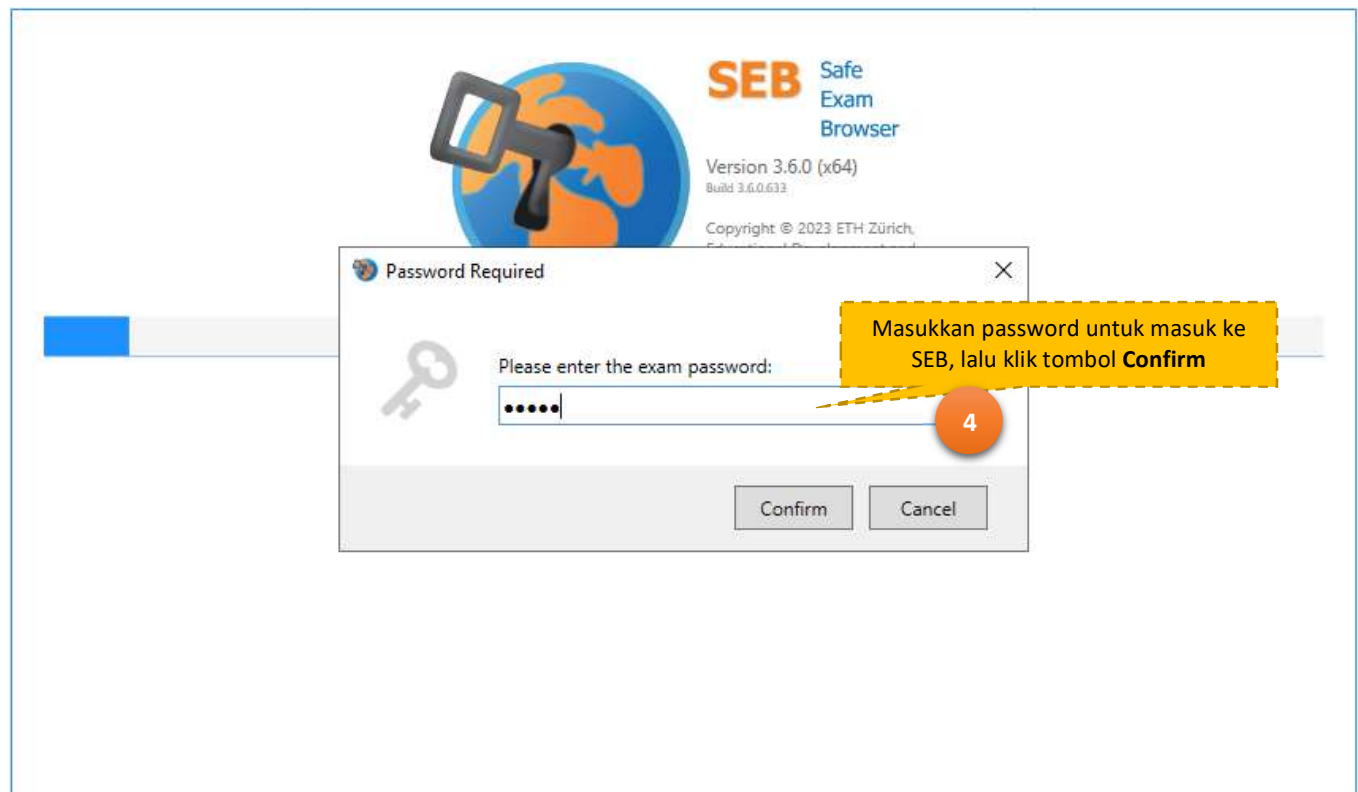 SEB Safe
Exam
Browser
Version 3.6.0 (x64)
Build 3.6.0.633
Copyright © 2023 ETH Zürich,
Password Required
Masukkan password untuk masuk ke
SEB, lalu klik tombol Confirm
Please enter the exam password:
4
Confirm
Cancel